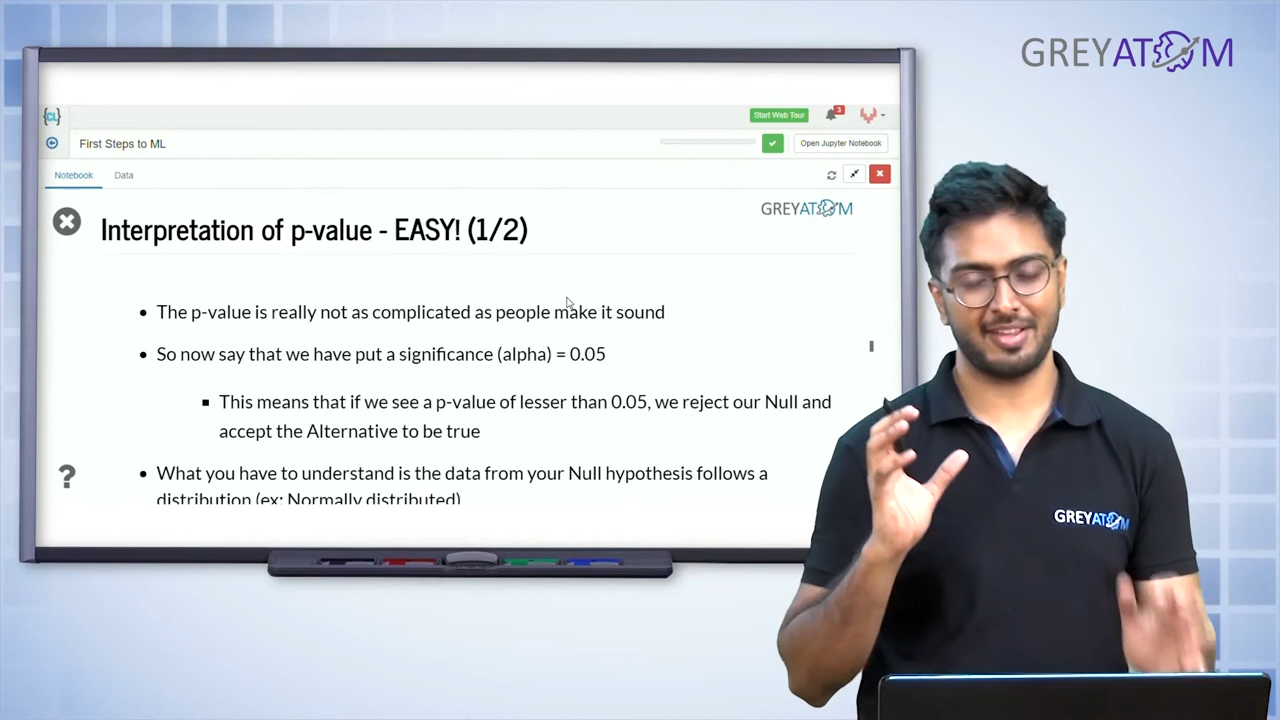 GREYATOM
{CL}
Start Web Tour
3
First Steps to ML
Open Jupyter Notebook
Notebook
Data
GREYATOM
Interpretation of p-value - EASY! (1/2)
The p-value is really not as complicated as people make it sound
So now say that we have put a significance (alpha) = 0.05
This means that if we see a p-value of lesser than 0.05, we reject our Null and
accept the Alternative to be true
?
What you have to understand is the data from your Null hypothesis follows a
distribution (ex: Normally distributed)
GREYATOM